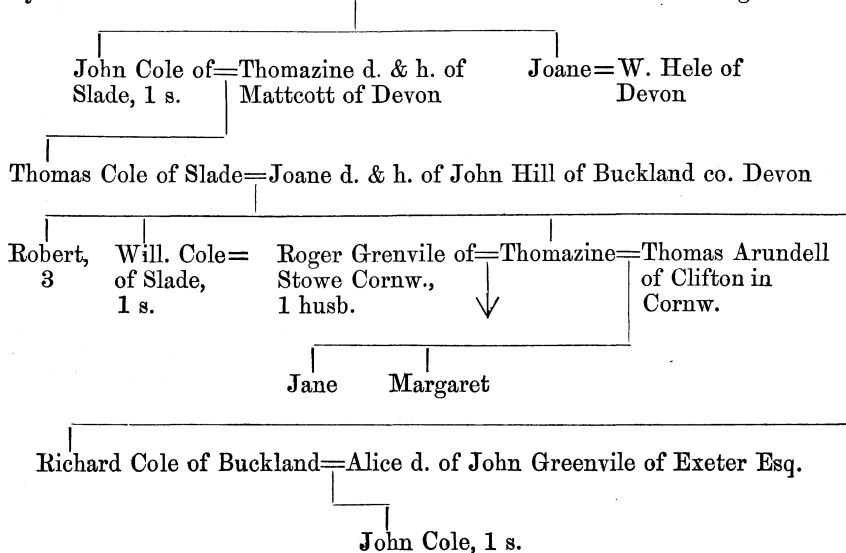 John Cole of=Thomazine d. & h. of Joane=W. Hele of
Slade, 1 s. Mattcott of Devon Devon
Thomas Cole of Slade=Joane d. & h. of John Hill of Buckland co. Devon
Robert, Will. Cole= Roger Grenvile of=Thomazine=Thomas Arundell
3 of Slade, Stowe Cornw., of Clifton in
1 s. 1 husb. Cornw.
Jane Margaret
Richard Cole of Buckland=Alice d. of John Greenvile of Exeter Esq.
John Cole, 1 s.